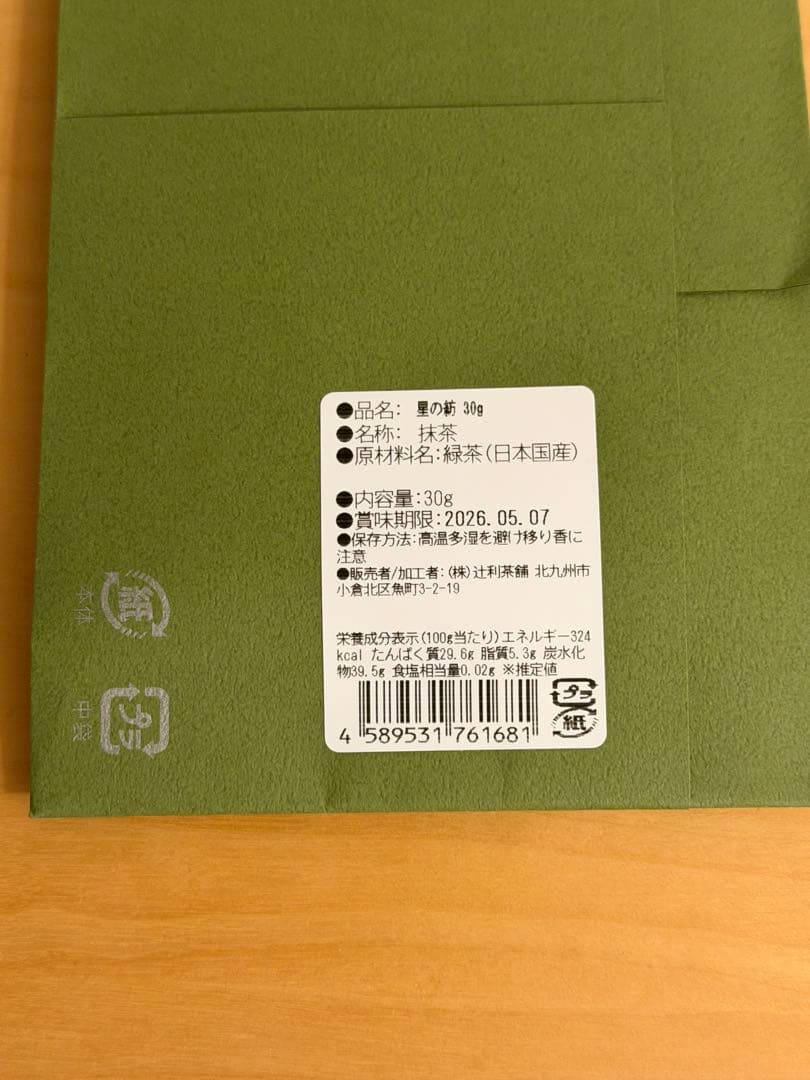 ●品名: 星の紡 30g
●名称: 抹茶
●原材料名:緑茶(日本国産)
●内容量:30g
●賞味期限:2026.05.07
●保存方法:高温多湿を避け移り香に
注意
●販売者/加工者:(株)辻利茶舗 北九州市
小倉北区魚町3-2-19
栄養成分表示(100g当たり)エネルギー324
kcal たんぱく質29.6g 脂質5.3g 炭水化
物39.5g 食塩相当量0.02g ※推定値
4 589531 761681
プラ
紙
紙
本体
プラ
中袋